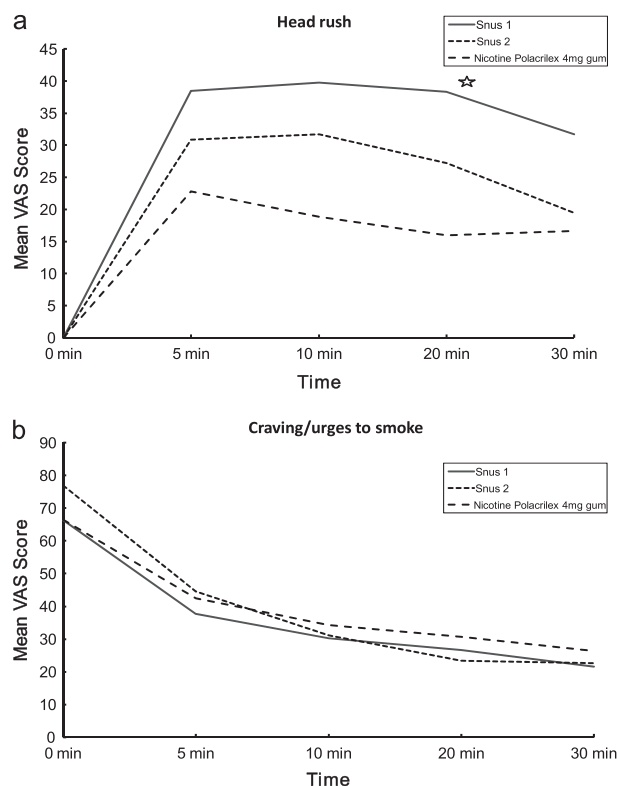 a
Head rush
Snus 1
Snus 2
Nicotine Polacrilex 4mg gum
Mean VAS Score
45
40
35
30
25
20
15
10
5
0
0 min
5 min
10 min
20 min
30 min
Time
b
Craving/urges to smoke
Snus 1
Snus 2
Nicotine Polacrilex 4mg gum
Mean VAS Score
90
80
70
60
50
40
30
20
10
0
0 min
5 min
10 min
20 min
30 min
Time